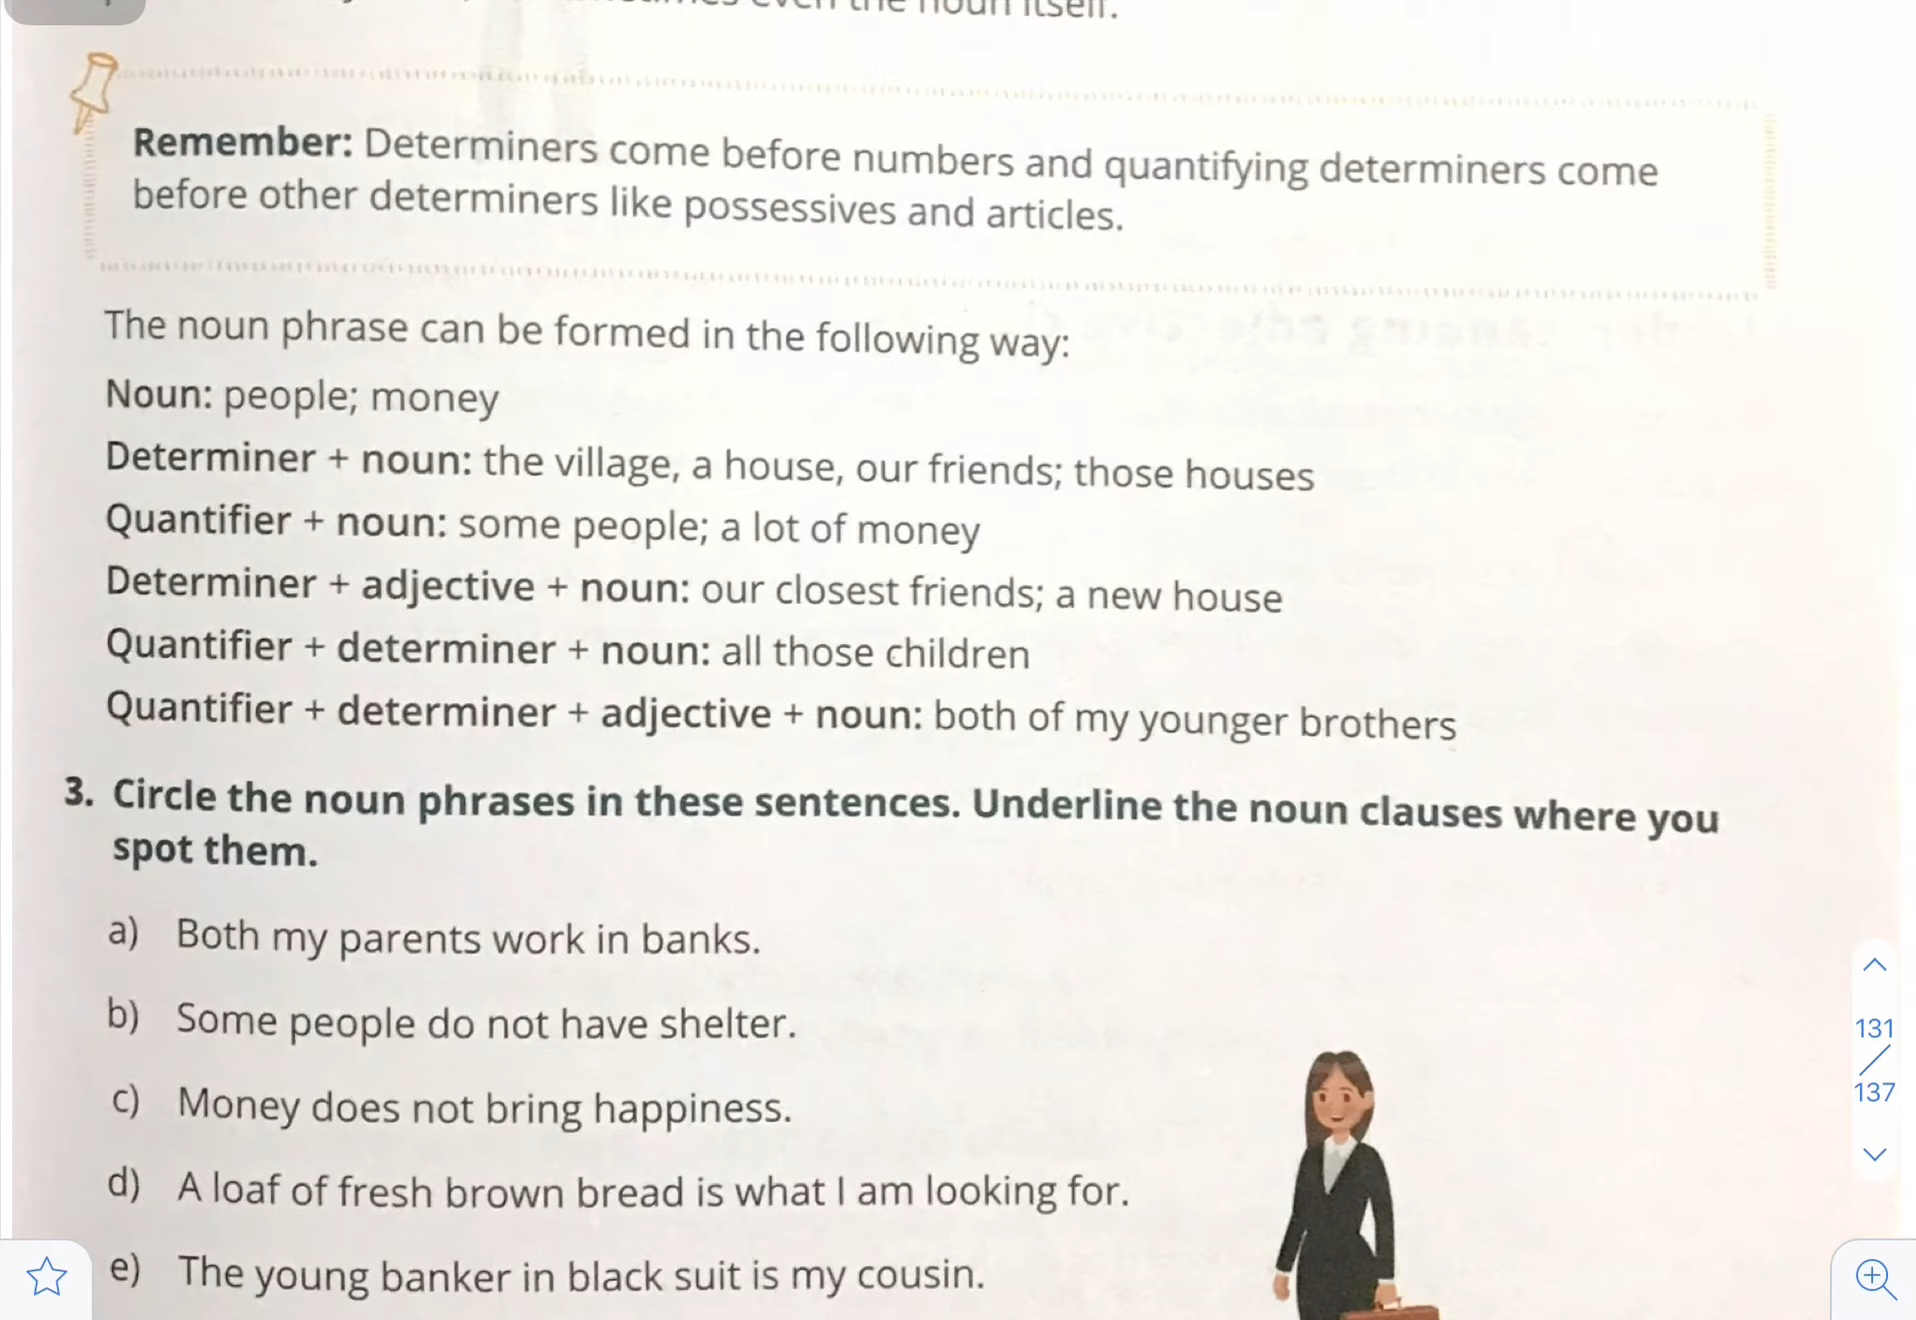 the noun itself.
Remember: Determiners come before numbers and quantifying determiners come
before other determiners like possessives and articles.
The noun phrase can be formed in the following way:
Noun: people; money
Determiner + noun: the village, a house, our friends; those houses
Quantifier + noun: some people; a lot of money
Determiner + adjective + noun: our closest friends; a new house
Quantifier + determiner + noun: all those children
Quantifier + determiner + adjective + noun: both of my younger brothers
3. Circle the noun phrases in these sentences. Underline the noun clauses where you
spot them.
a) Both my parents work in banks.
b) Some people do not have shelter.
c) Money does not bring happiness.
d) A loaf of fresh brown bread is what I am looking for.
e) The young banker in black suit is my cousin.
131
/
137